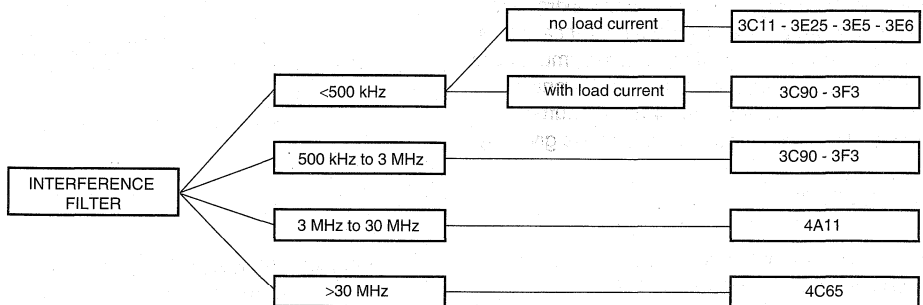 no load current
3C11 - 3E25 - 3E5 - 3E6
<500 kHz
with load current
3C90 - 3F3
500 kHz to 3 MHz
3C90 - 3F3
INTERFERENCE
FILTER
3 MHz to 30 MHz
4A11
>30 MHz
4C65